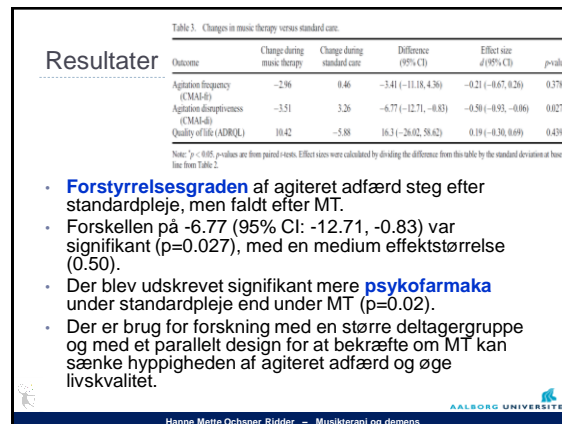 Table 3. Changes in music therapy versus standard care.
Resultater
Outcome Change during music therapy Change during standard care Difference (95% CI) Effect size d (95% CI) p-valu
Agitation frequency (CMAI-fr) −2.96 0.46 −3.41 (−11.18, 4.36) −0.21 (−0.67, 0.26) 0.378
Agitation disruptiveness (CMAI-di) −3.51 3.26 −6.77 (−12.71, −0.83) −0.50 (−0.93, −0.06) 0.027
Quality of life (ADRQL) 10.42 −5.88 16.3 (−26.02, 58.62) 0.19 (−0.30, 0.69) 0.439
Note: *p < 0.05, p-values are from paired t-tests. Effect sizes were calculated by dividing the difference from this table by the standard deviation at base
line from Table 2.
• Forstyrrelsesgraden af agiteret adfærd steg efter
standardpleje, men faldt efter MT.
• Forskellen på -6.77 (95% CI: -12.71, -0.83) var
signifikant (p=0.027), med en medium effektstørrelse
(0.50).
• Der blev udskrevet signifikant mere psykofarmaka
under standardpleje end under MT (p=0.02).
• Der er brug for forskning med en større deltagergruppe
og med et parallelt design for at bekræfte om MT kan
sænke hyppigheden af agiteret adfærd og øge
livskvalitet.
AALBORG UNIVERSITE
Hanne Mette Ochsner Ridder – Musikterapi og demens